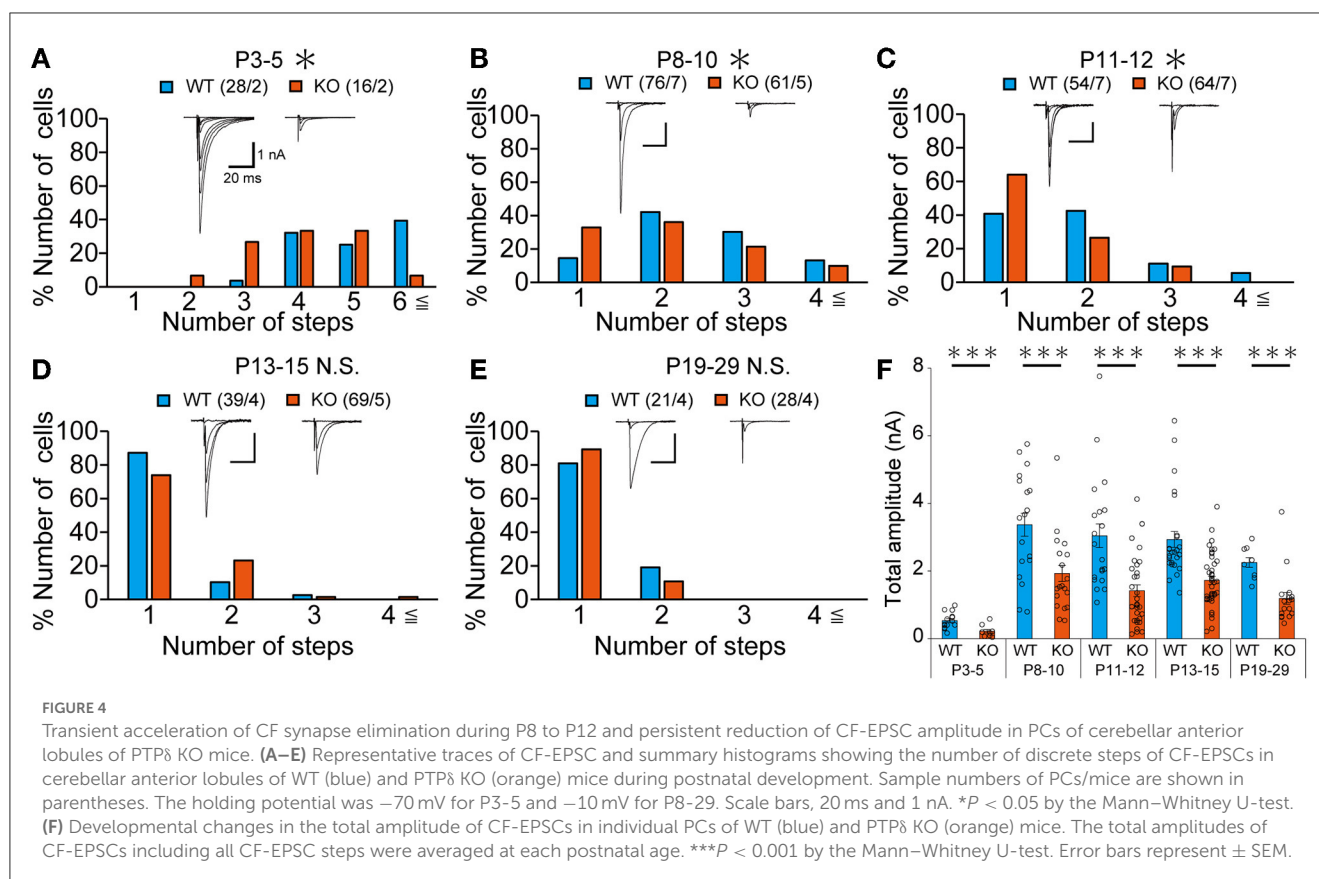 A
P3-5 *
WT (28/2) KO (16/2)
% Number of cells
100
80
60
40
20
0
1 nA
20 ms
1 2 3 4 5 6 ≦
Number of steps
B
P8-10 *
WT (76/7) KO (61/5)
% Number of cells
100
80
60
40
20
0
1 2 3 4 ≦
Number of steps
C
P11-12 *
WT (54/7) KO (64/7)
% Number of cells
100
80
60
40
20
0
1 2 3 4 ≦
Number of steps
D
P13-15 N.S.
WT (39/4) KO (69/5)
% Number of cells
100
80
60
40
20
0
1 2 3 4 ≦
Number of steps
E
P19-29 N.S.
WT (21/4) KO (28/4)
% Number of cells
100
80
60
40
20
0
1 2 3 4 ≦
Number of steps
F
*** *** *** *** ***
Total amplitude (nA)
8
6
4
2
0
WT KO WT KO WT KO WT KO WT KO
P3-5 P8-10 P11-12 P13-15 P19-29
FIGURE 4
Transient acceleration of CF synapse elimination during P8 to P12 and persistent reduction of CF-EPSC amplitude in PCs of cerebellar anterior
lobules of PTPδ KO mice. (A–E) Representative traces of CF-EPSC and summary histograms showing the number of discrete steps of CF-EPSCs in
cerebellar anterior lobules of WT (blue) and PTPδ KO (orange) mice during postnatal development. Sample numbers of PCs/mice are shown in
parentheses. The holding potential was −70 mV for P3-5 and −10 mV for P8-29. Scale bars, 20 ms and 1 nA. *P < 0.05 by the Mann–Whitney U-test.
(F) Developmental changes in the total amplitude of CF-EPSCs in individual PCs of WT (blue) and PTPδ KO (orange) mice. The total amplitudes of
CF-EPSCs including all CF-EPSC steps were averaged at each postnatal age. ***P < 0.001 by the Mann–Whitney U-test. Error bars represent ± SEM.